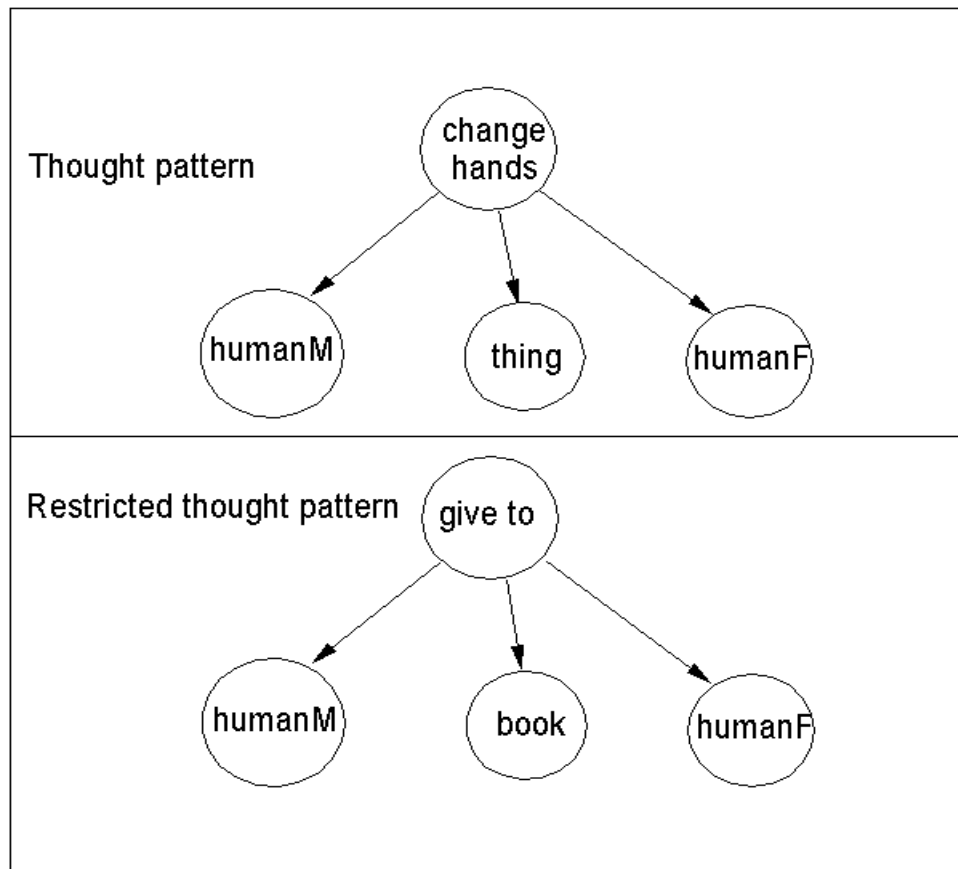 change
hands
Thought pattern
humanM
thing
humanF
Restricted thought pattern
give to
humanM
book
humanF